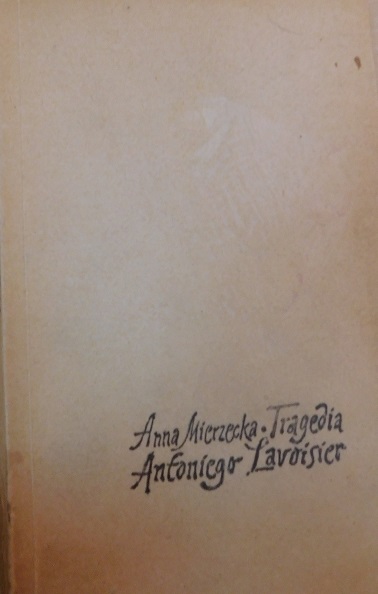 Anna Mierzecka • Tragedia
Antoniego Lavoisier